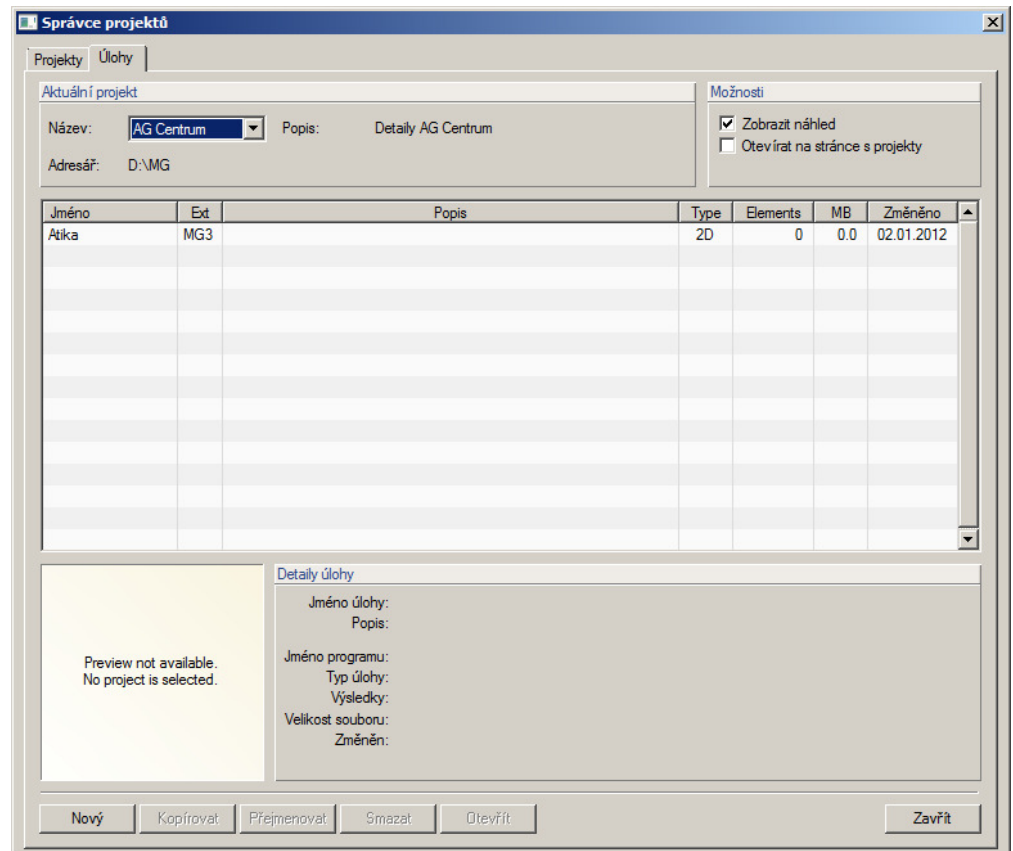 Správce projektů
Projekty Úlohy
Aktuální projekt
Název: AG Centrum Popis: Detaily AG Centrum
Adresář: D:\MG
Možnosti
Zobrazit náhled
Otevírat na stránce s projekty
Jméno Ext Popis Type Elements MB Změněno
Atika MG3 2D 0 0.0 02.01.2012
Preview not available.
No project is selected.
Detaily úlohy
Jméno úlohy:
Popis:
Jméno programu:
Typ úlohy:
Výsledky:
Velikost souboru:
Změněn:
Nový Kopírovat Přejmenovat Smazat Otevřít Zavřít